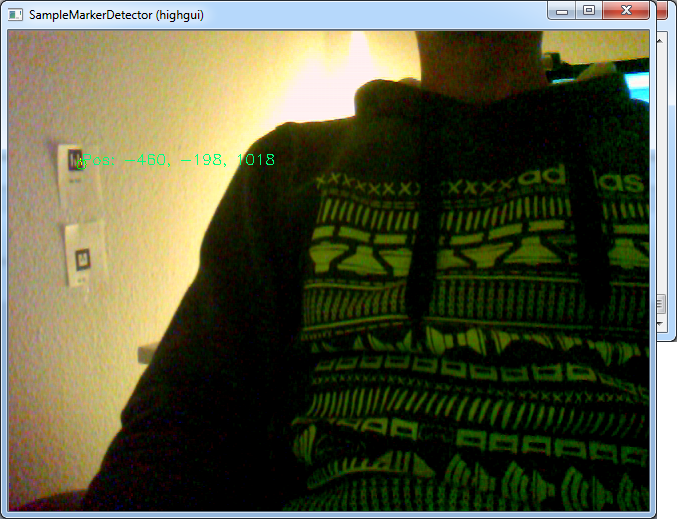 SampleMarkerDetector (highgui)
Pos: -460, -198, 1018
adidas